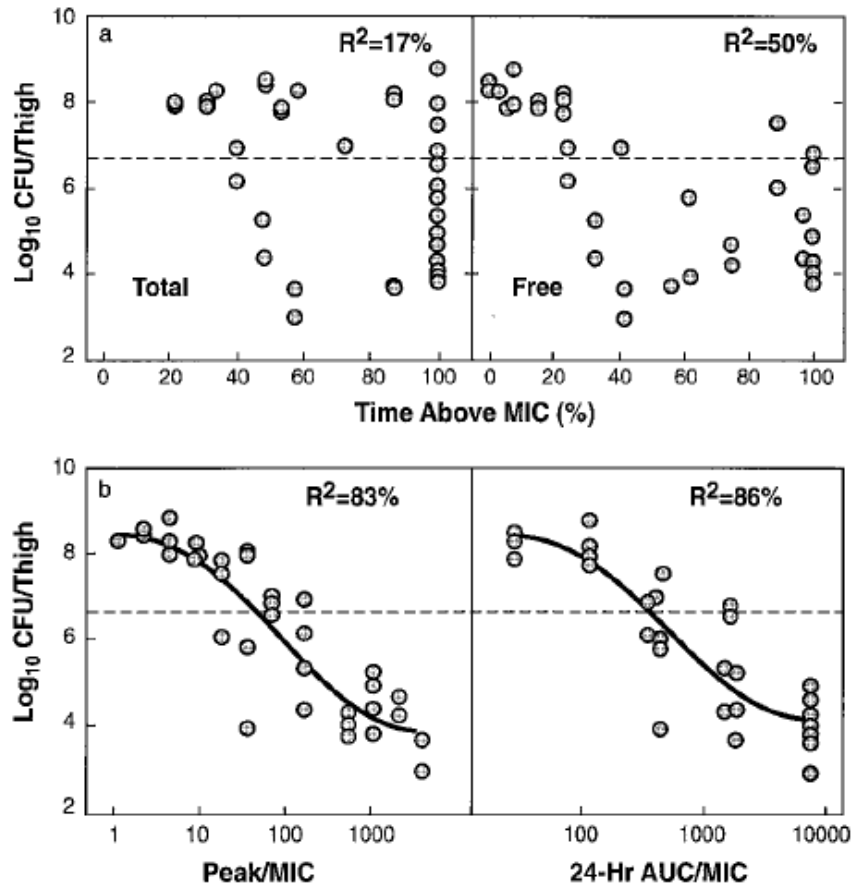 a
R²=17%
R²=50%
10
8
6
4
2
Log₁₀ CFU/Thigh
Total
Free
0 20 40 60 80 100 0 20 40 60 80 100
Time Above MIC (%)
b
R²=83%
R²=86%
10
8
6
4
2
Log₁₀ CFU/Thigh
1 10 100 1000 100 1000 10000
Peak/MIC
24-Hr AUC/MIC